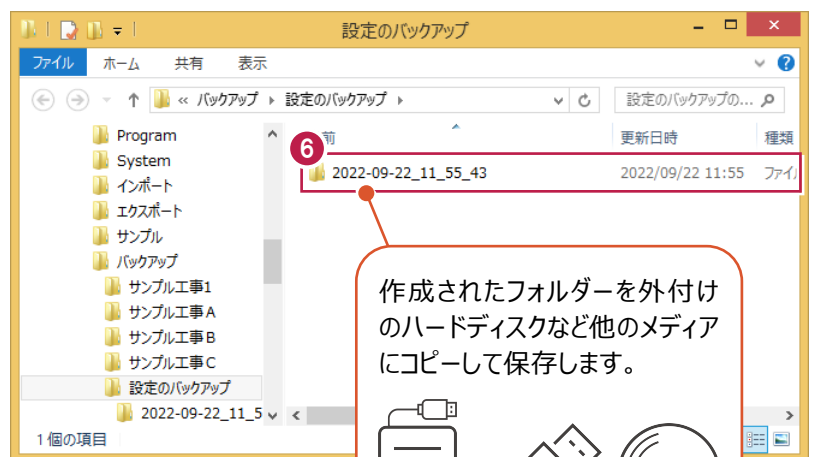 設定のバックアップ
ファイル ホーム 共有 表示
« バックアップ 設定のバックアップ
設定のバックアップの...
Program
System
インポート
エクスポート
サンプル
バックアップ
サンプル工事1
サンプル工事A
サンプル工事B
サンプル工事C
設定のバックアップ
2022-09-22_11_5
6
前 更新日時 種類
2022-09-22_11_55_43 2022/09/22 11:55 ファイ
作成されたフォルダーを外付け
のハードディスクなど他のメディア
にコピーして保存します。
1個の項目